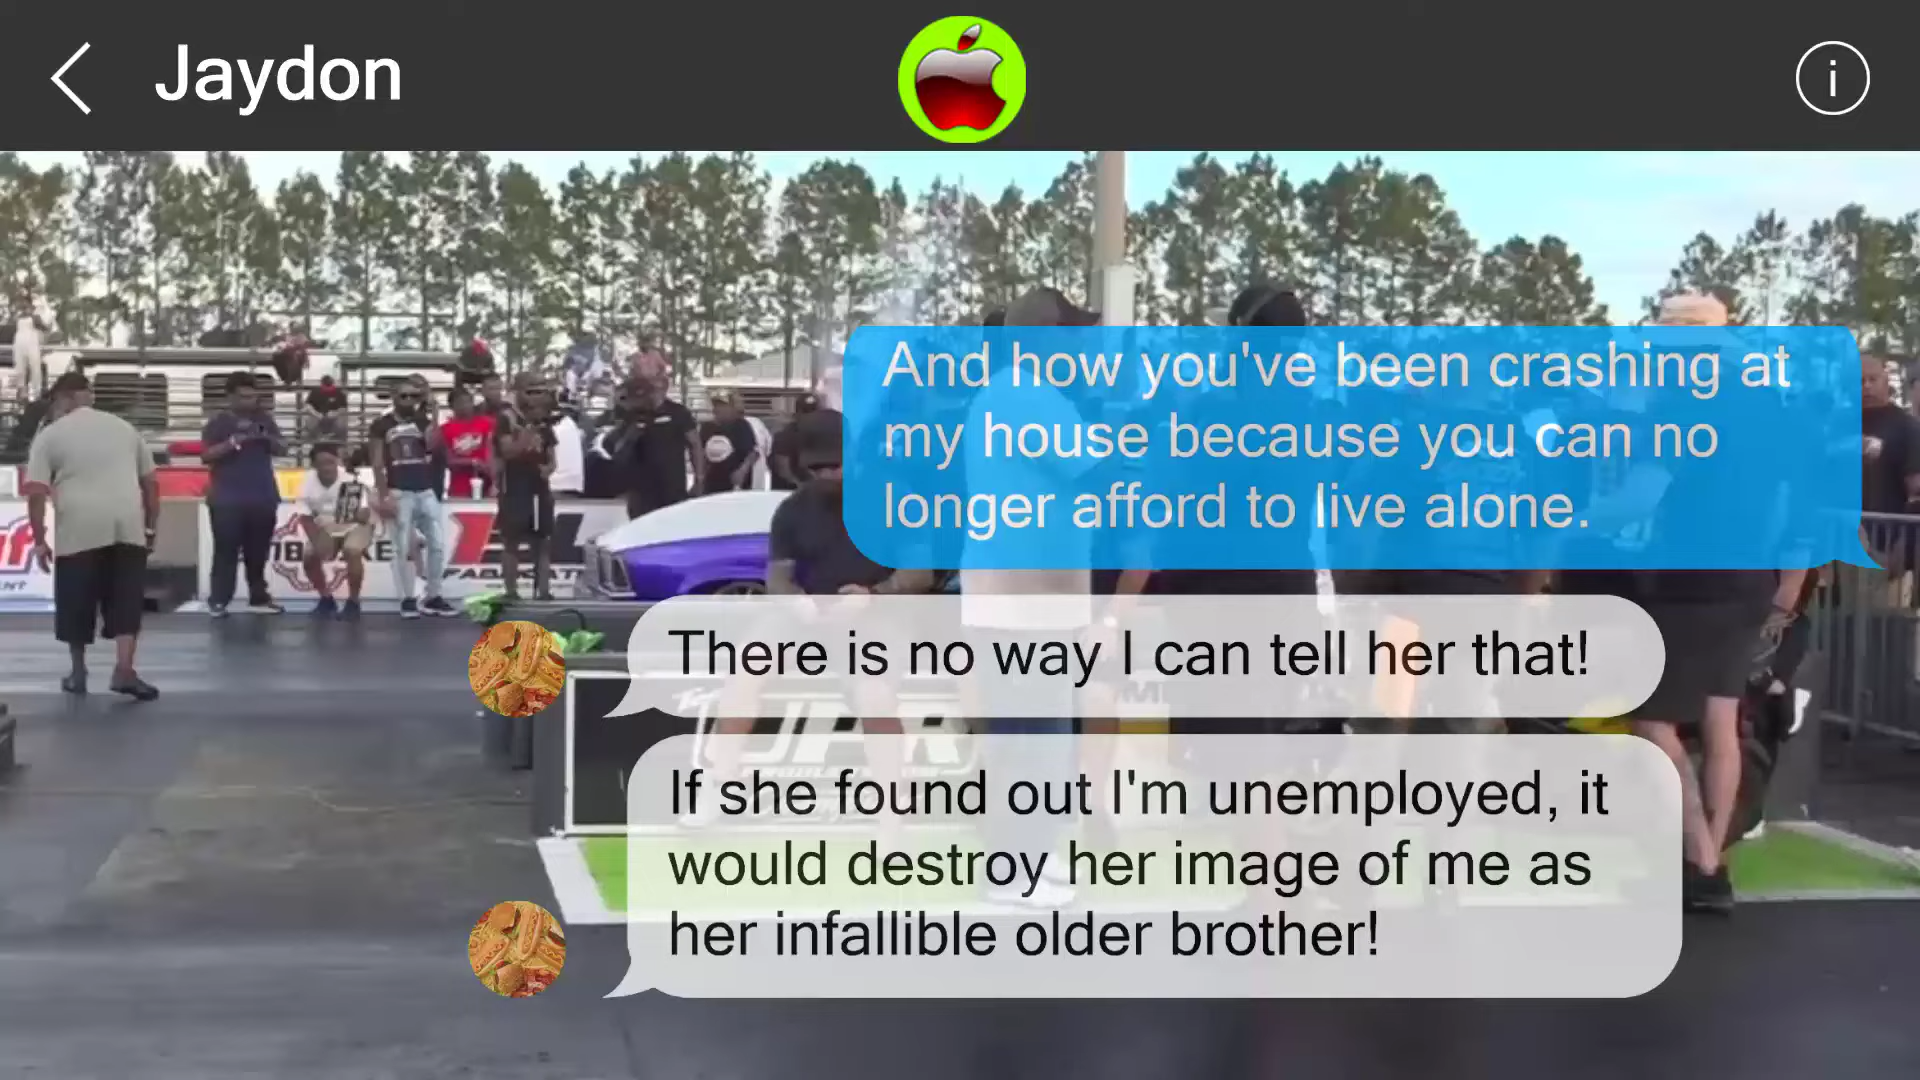 Jaydon
And how you've been crashing at
my house because you can no
longer afford to live alone.
There is no way I can tell her that!
If she found out I'm unemployed, it
would destroy her image of me as
her infallible older brother!
JPR